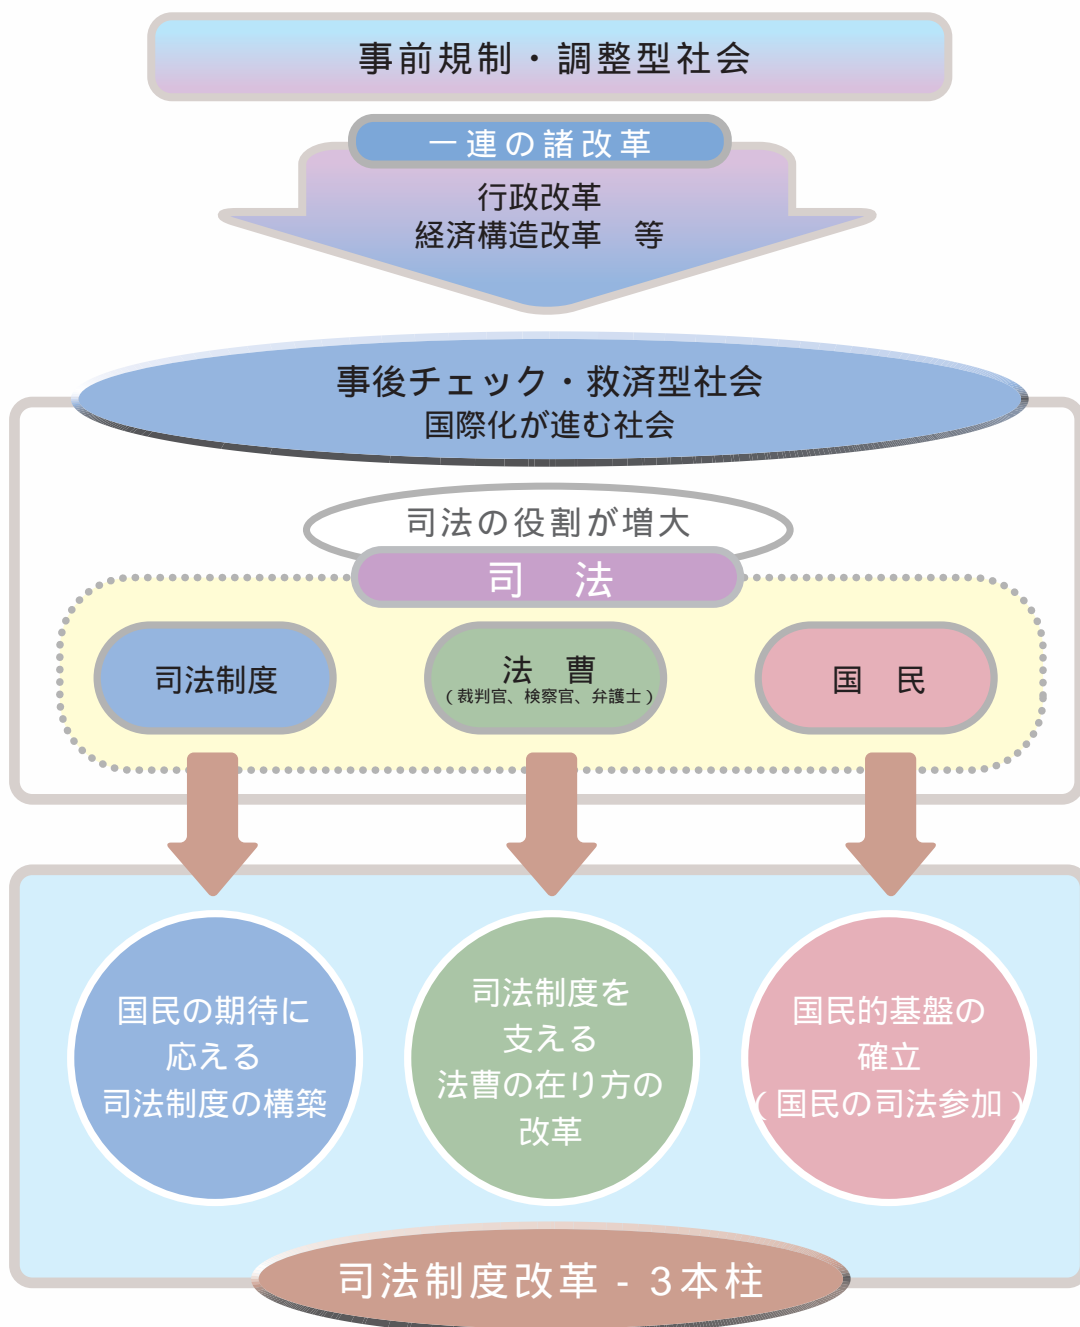 事前規制・調整型社会
一連の諸改革
行政改革
経済構造改革　等
事後チェック・救済型社会
国際化が進む社会
司法の役割が増大
司　法
司法制度
法　曹
（裁判官、検察官、弁護士）
国　民
国民の期待に
応える
司法制度の構築
司法制度を
支える
法曹の在り方の
改革
国民的基盤の
確立
（国民の司法参加）
司法制度改革 - 3本柱